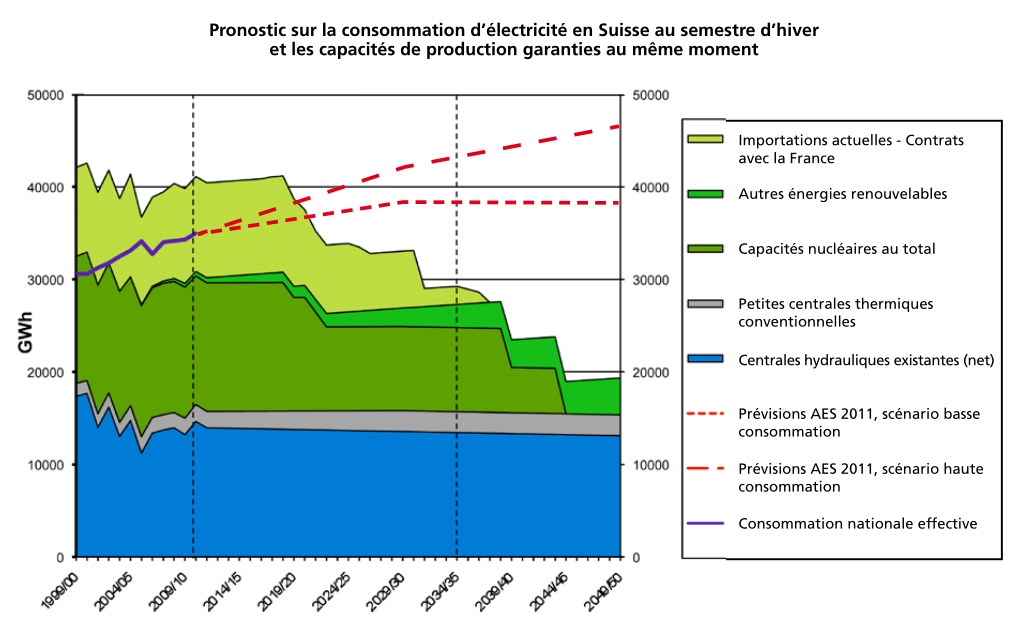 Pronostic sur la consommation d'électricité en Suisse au semestre d'hiver
et les capacités de production garanties au même moment
50000
50000
40000
40000
30000
30000
20000
20000
10000
10000
0
0
GWh
1999/00
2004/05
2009/10
2014/15
2019/20
2024/25
2029/30
2034/35
2039/40
2044/45
2049/50
Importations actuelles - Contrats
avec la France
Autres énergies renouvelables
Capacités nucléaires au total
Petites centrales thermiques
conventionnelles
Centrales hydrauliques existantes (net)
Prévisions AES 2011, scénario basse
consommation
Prévisions AES 2011, scénario haute
consommation
Consommation nationale effective